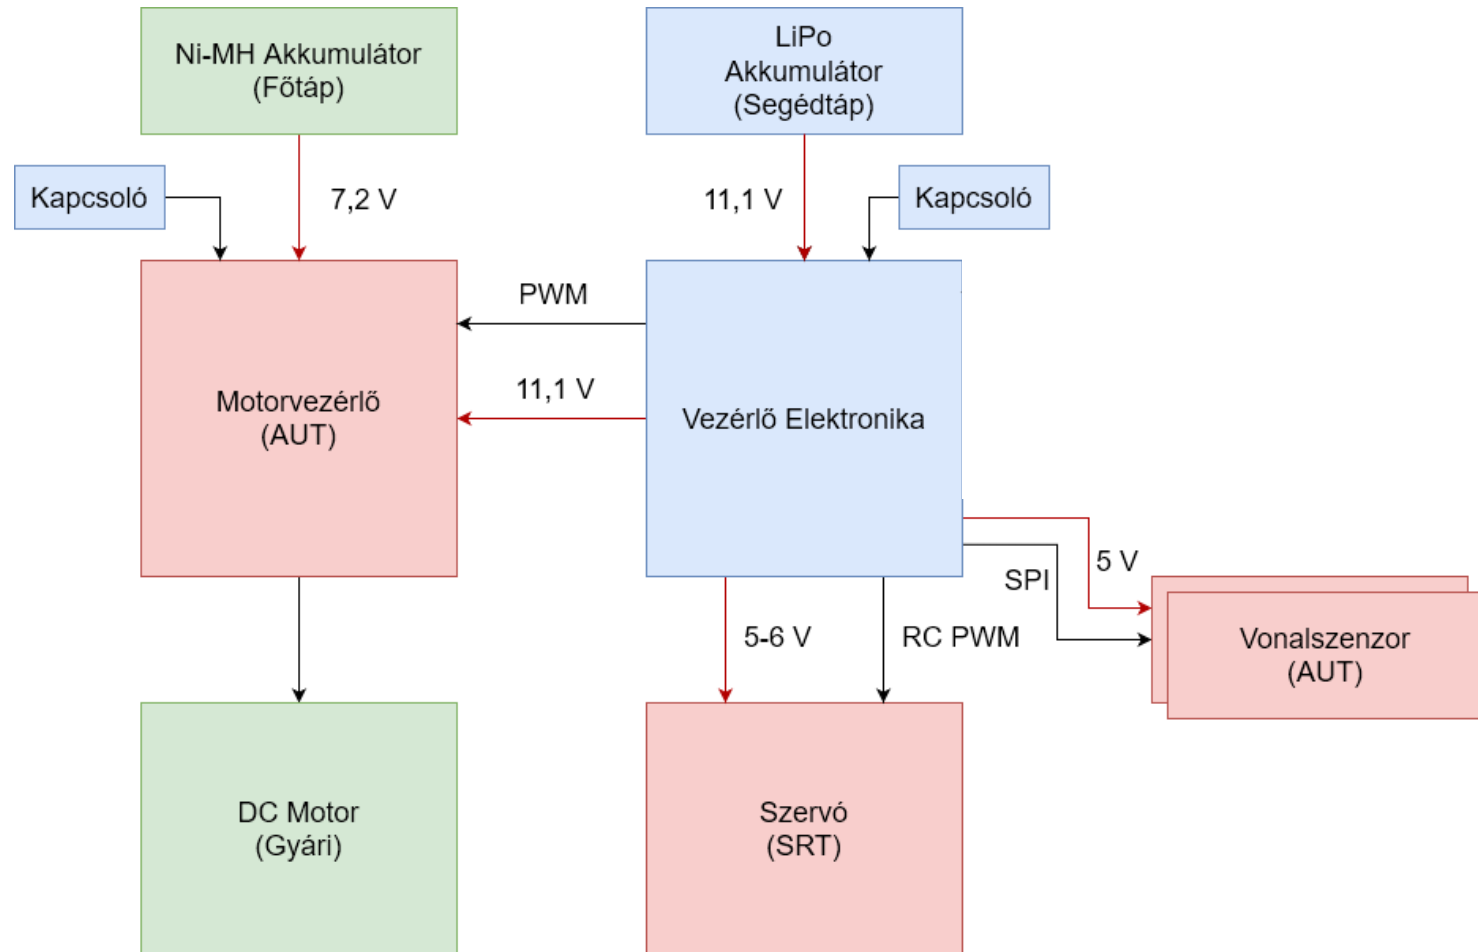 Ni-MH Akkumulátor
(Főtáp)
LiPo
Akkumulátor
(Segédtáp)
Kapcsoló
7,2 V
11,1 V
Kapcsoló
PWM
11,1 V
Motorvezérlő
(AUT)
Vezérlő Elektronika
5 V
SPI
5-6 V
RC PWM
Vonalszenzor
(AUT)
DC Motor
(Gyári)
Szervó
(SRT)